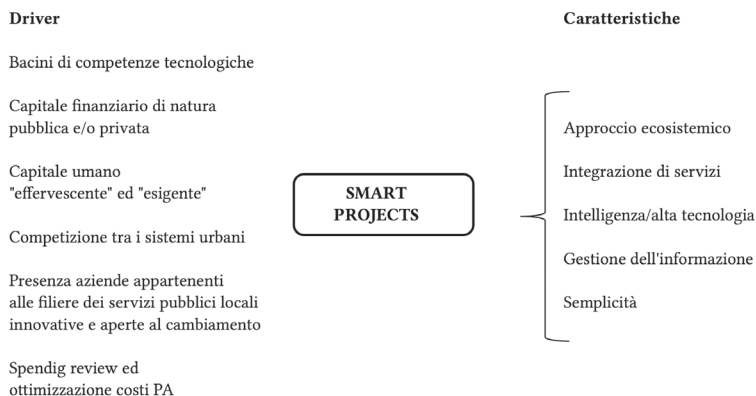 Driver
Bacini di competenze tecnologiche
Capitale finanziario di natura
pubblica e/o privata
Capitale umano
"effervescente" ed "esigente"
Competizione tra i sistemi urbani
Presenza aziende appartenenti
alle filiere dei servizi pubblici locali
innovative e aperte al cambiamento
Spendig review ed
ottimizzazione costi PA
SMART
PROJECTS
Caratteristiche
Approccio ecosistemico
Integrazione di servizi
Intelligenza/alta tecnologia
Gestione dell'informazione
Semplicità